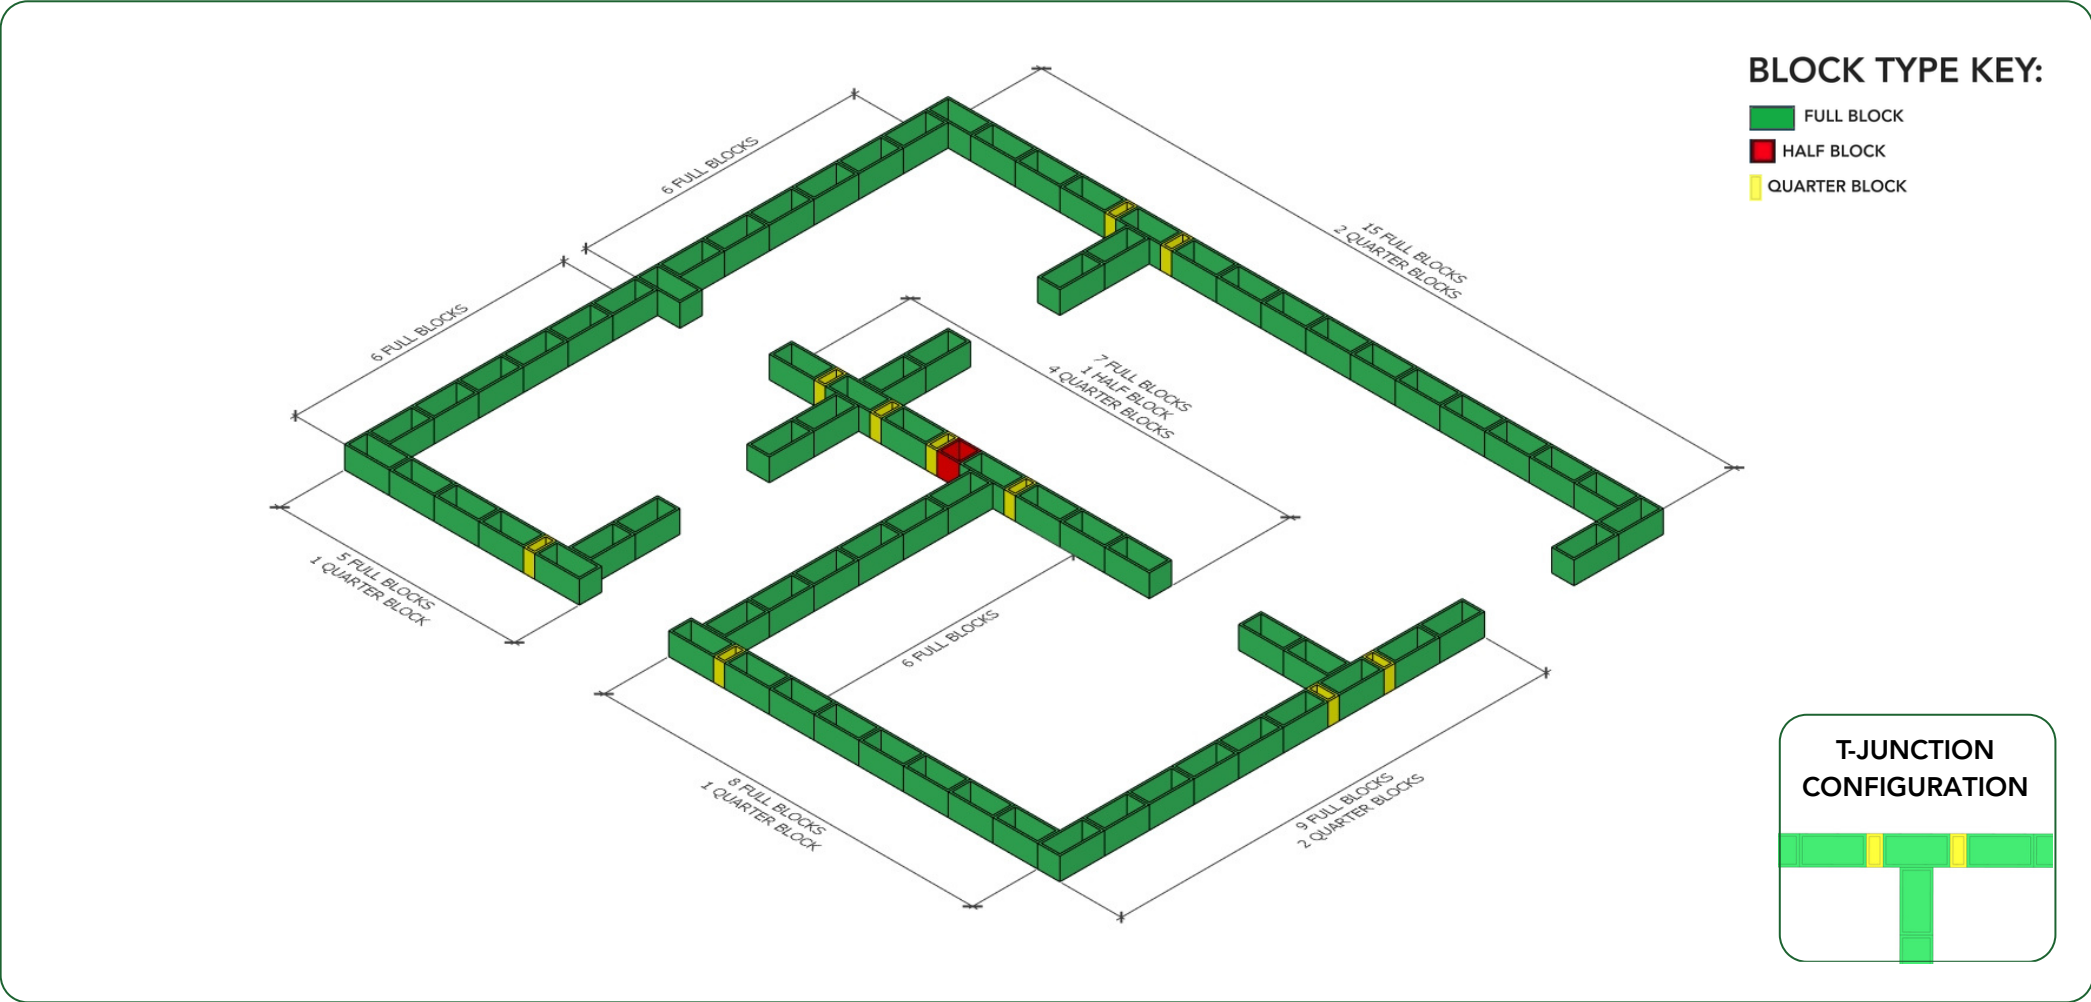 BLOCK TYPE KEY:
FULL BLOCK
HALF BLOCK
QUARTER BLOCK
6 FULL BLOCKS
15 FULL BLOCKS
2 QUARTER BLOCKS
6 FULL BLOCKS
7 FULL BLOCKS
1 HALF BLOCK
4 QUARTER BLOCKS
5 FULL BLOCKS
1 QUARTER BLOCK
6 FULL BLOCKS
8 FULL BLOCKS
1 QUARTER BLOCK
9 FULL BLOCKS
2 QUARTER BLOCKS
T-JUNCTION
CONFIGURATION